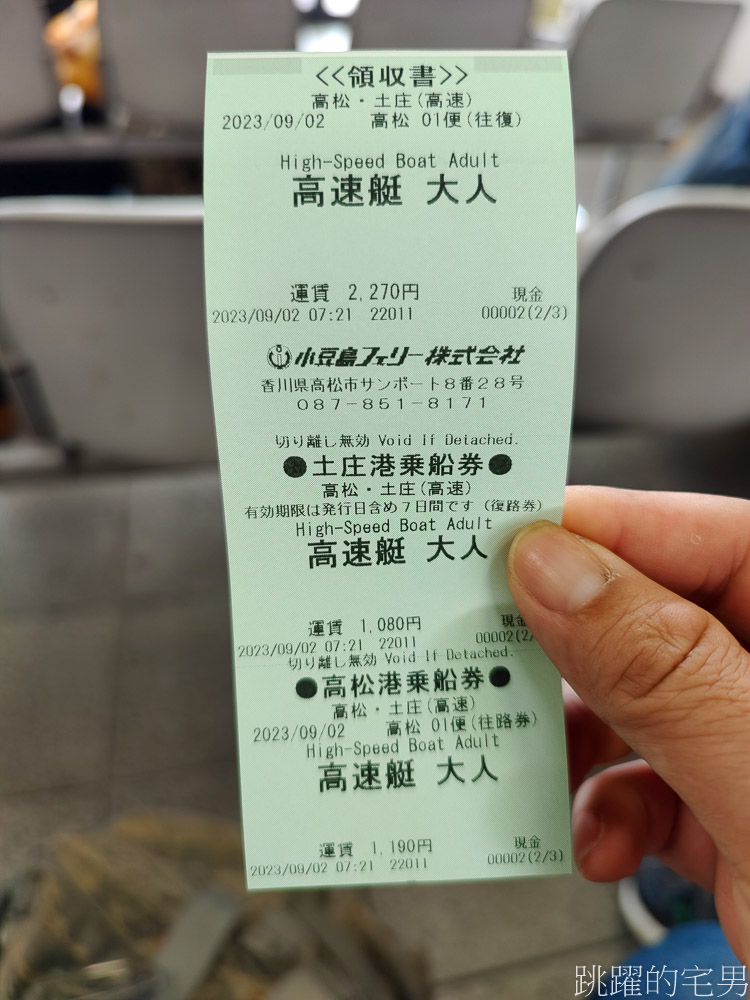 <<領収書>>
高松・土庄(高速)
2023/09/02 高松 01便(往復)
High-Speed Boat Adult
高速艇 大人
運賃 2,270円 現金
2023/09/02 07:21 22011 00002(2/3)
小豆島フェリー株式会社
香川県高松市サンポート8番28号
087-851-8171
切り離し無効 Void If Detached.
●土庄港乗船券●
高松・土庄(高速)
有効期限は発行日含め7日間です(復路券)
High-Speed Boat Adult
高速艇 大人
運賃 1,080円 現金
2023/09/02 07:21 22011 00002(2/
切り離し無効 Void If Detached.
●高松港乗船券●
高松・土庄(高速)
2023/09/02 高松 01便(往路券)
High-Speed Boat Adult
高速艇 大人
運賃 1,190円 現金
2023/09/02 07:21 22011 00002(2/3)
跳躍的宅男